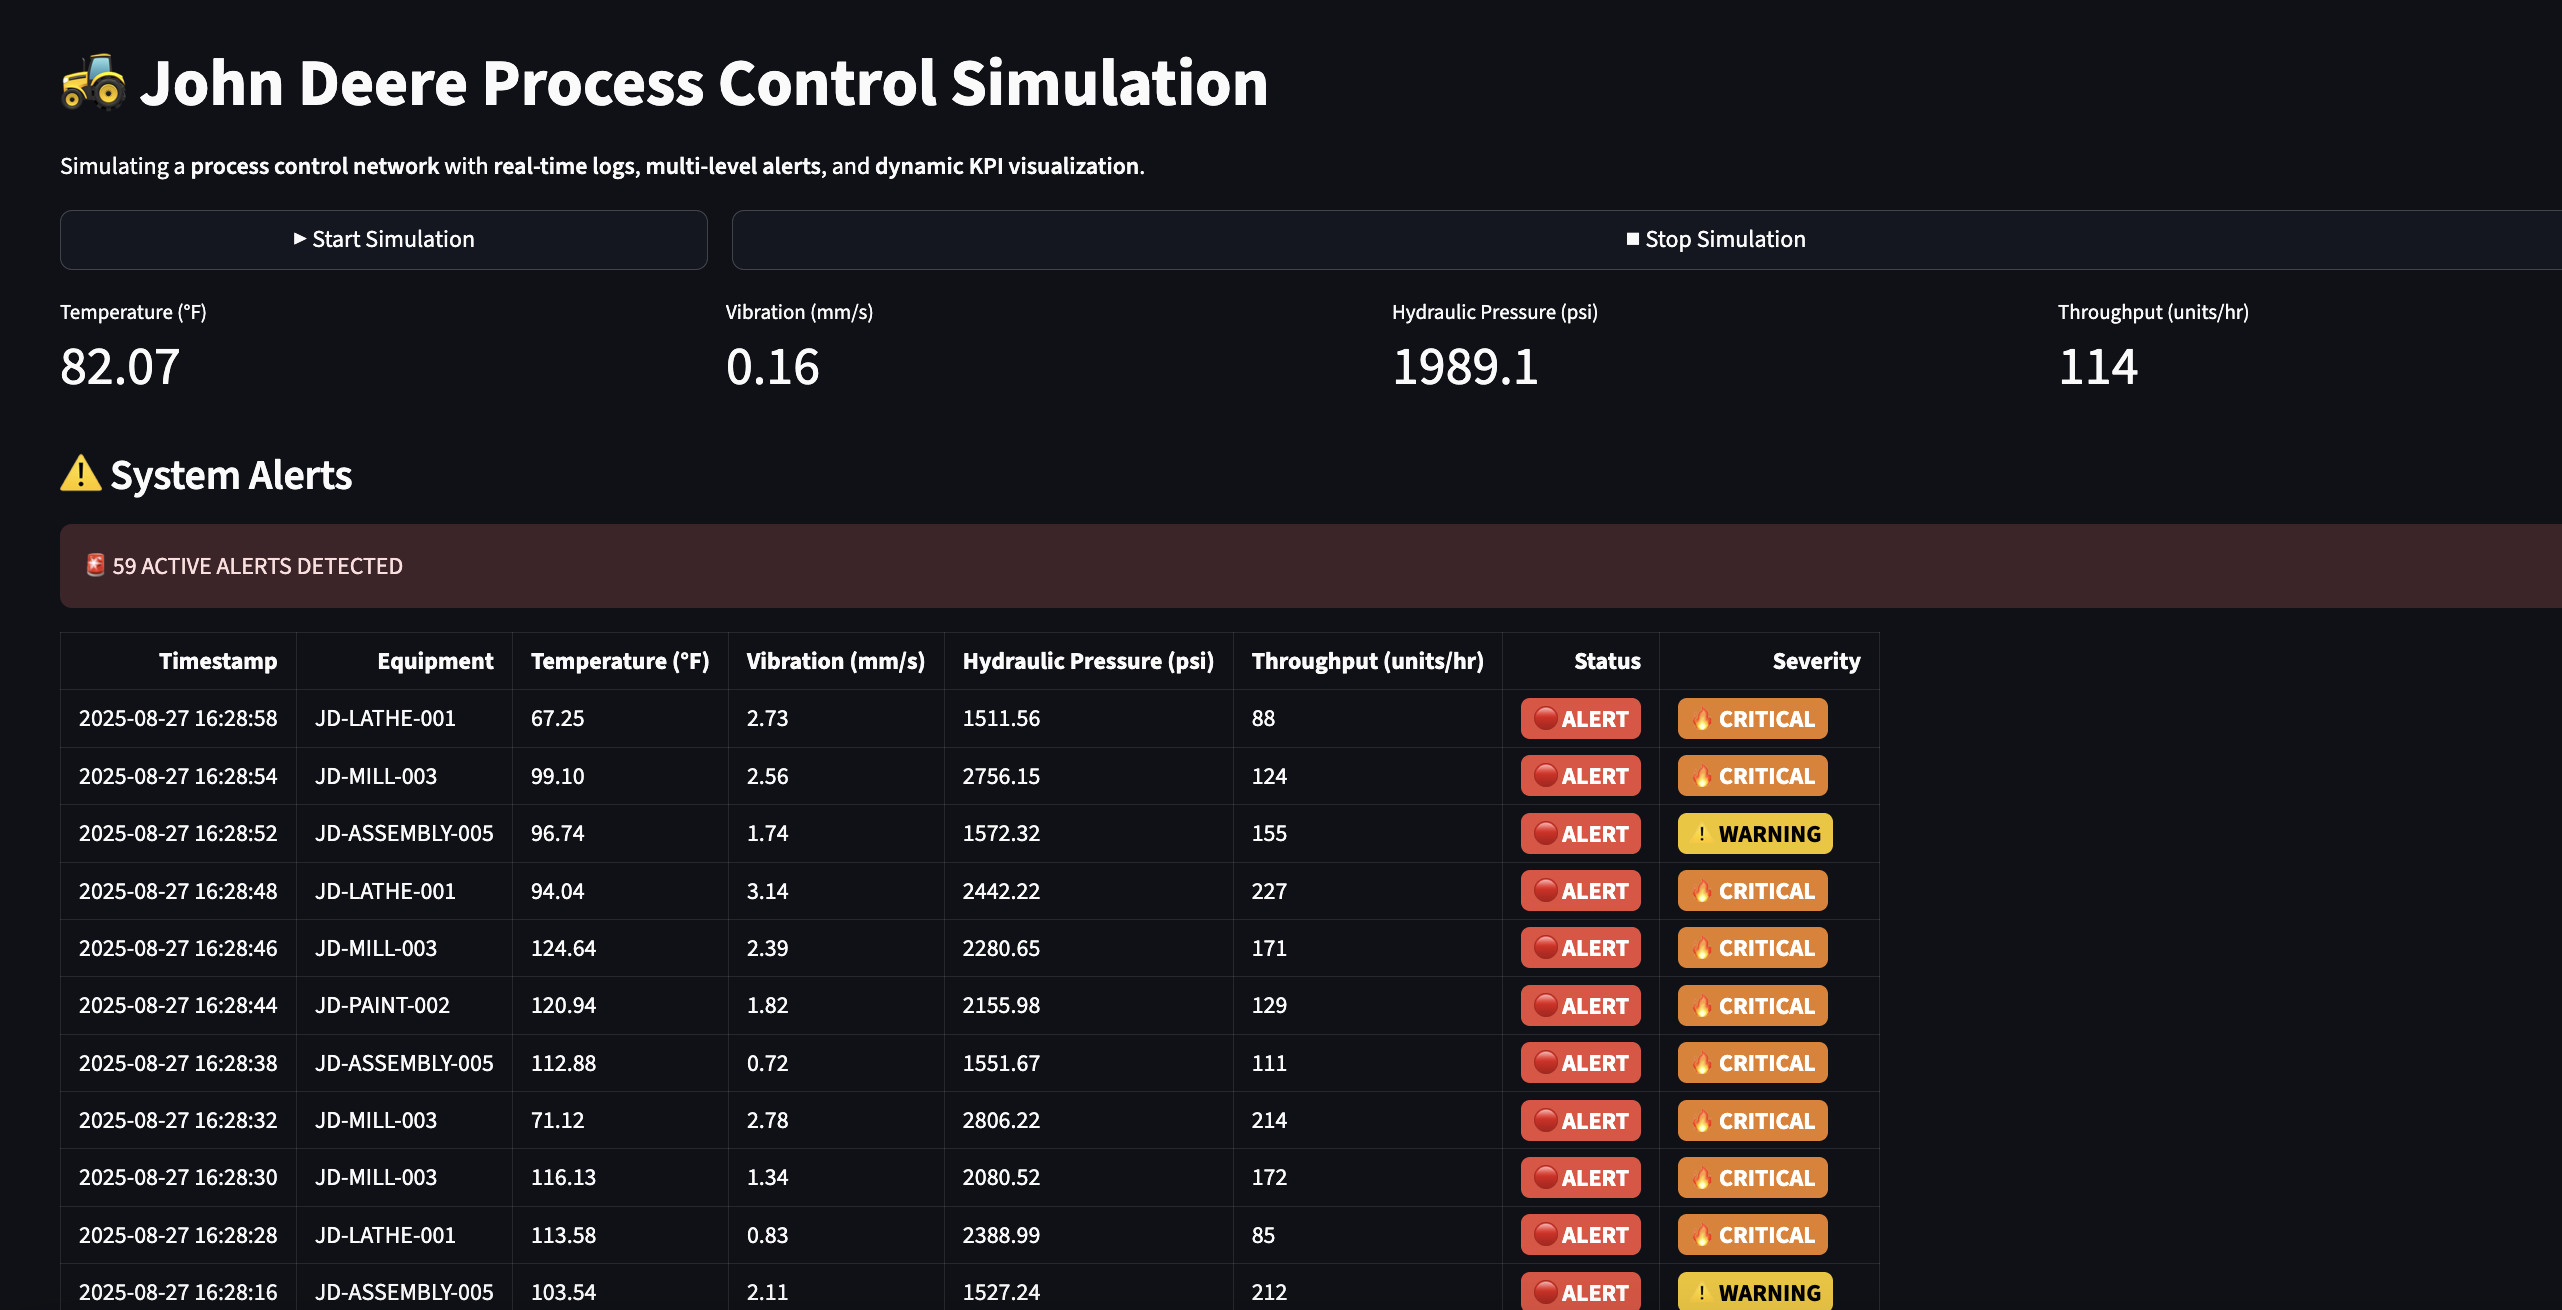 John Deere Process Control Simulation
Simulating a process control network with real-time logs, multi-level alerts, and dynamic KPI visualization.
▶ Start Simulation
■ Stop Simulation
Temperature (°F) Vibration (mm/s) Hydraulic Pressure (psi) Throughput (units/hr)
82.07 0.16 1989.1 114
System Alerts
59 ACTIVE ALERTS DETECTED
Timestamp Equipment Temperature (°F) Vibration (mm/s) Hydraulic Pressure (psi) Throughput (units/hr) Status Severity
2025-08-27 16:28:58 JD-LATHE-001 67.25 2.73 1511.56 88 ALERT CRITICAL
2025-08-27 16:28:54 JD-MILL-003 99.10 2.56 2756.15 124 ALERT CRITICAL
2025-08-27 16:28:52 JD-ASSEMBLY-005 96.74 1.74 1572.32 155 ALERT WARNING
2025-08-27 16:28:48 JD-LATHE-001 94.04 3.14 2442.22 227 ALERT CRITICAL
2025-08-27 16:28:46 JD-MILL-003 124.64 2.39 2280.65 171 ALERT CRITICAL
2025-08-27 16:28:44 JD-PAINT-002 120.94 1.82 2155.98 129 ALERT CRITICAL
2025-08-27 16:28:38 JD-ASSEMBLY-005 112.88 0.72 1551.67 111 ALERT CRITICAL
2025-08-27 16:28:32 JD-MILL-003 71.12 2.78 2806.22 214 ALERT CRITICAL
2025-08-27 16:28:30 JD-MILL-003 116.13 1.34 2080.52 172 ALERT CRITICAL
2025-08-27 16:28:28 JD-LATHE-001 113.58 0.83 2388.99 85 ALERT CRITICAL
2025-08-27 16:28:16 JD-ASSEMBLY-005 103.54 2.11 1527.24 212 ALERT WARNING